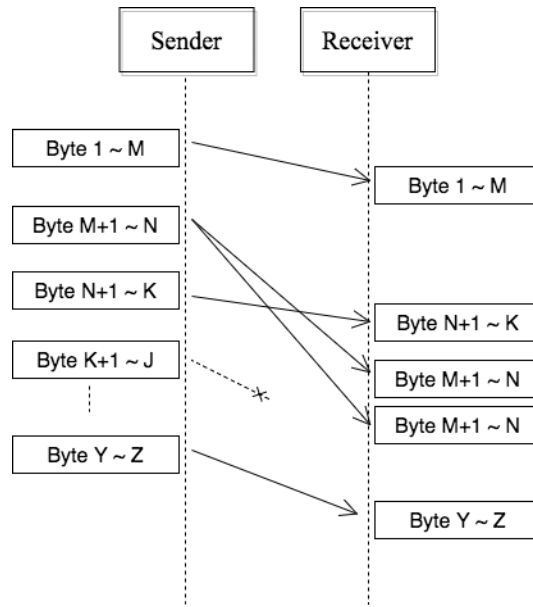 Sender
Receiver
Byte 1 ~ M
Byte 1 ~ M
Byte M+1 ~ N
Byte N+1 ~ K
Byte N+1 ~ K
Byte K+1 ~ J
Byte M+1 ~ N
Byte M+1 ~ N
Byte Y ~ Z
Byte Y ~ Z